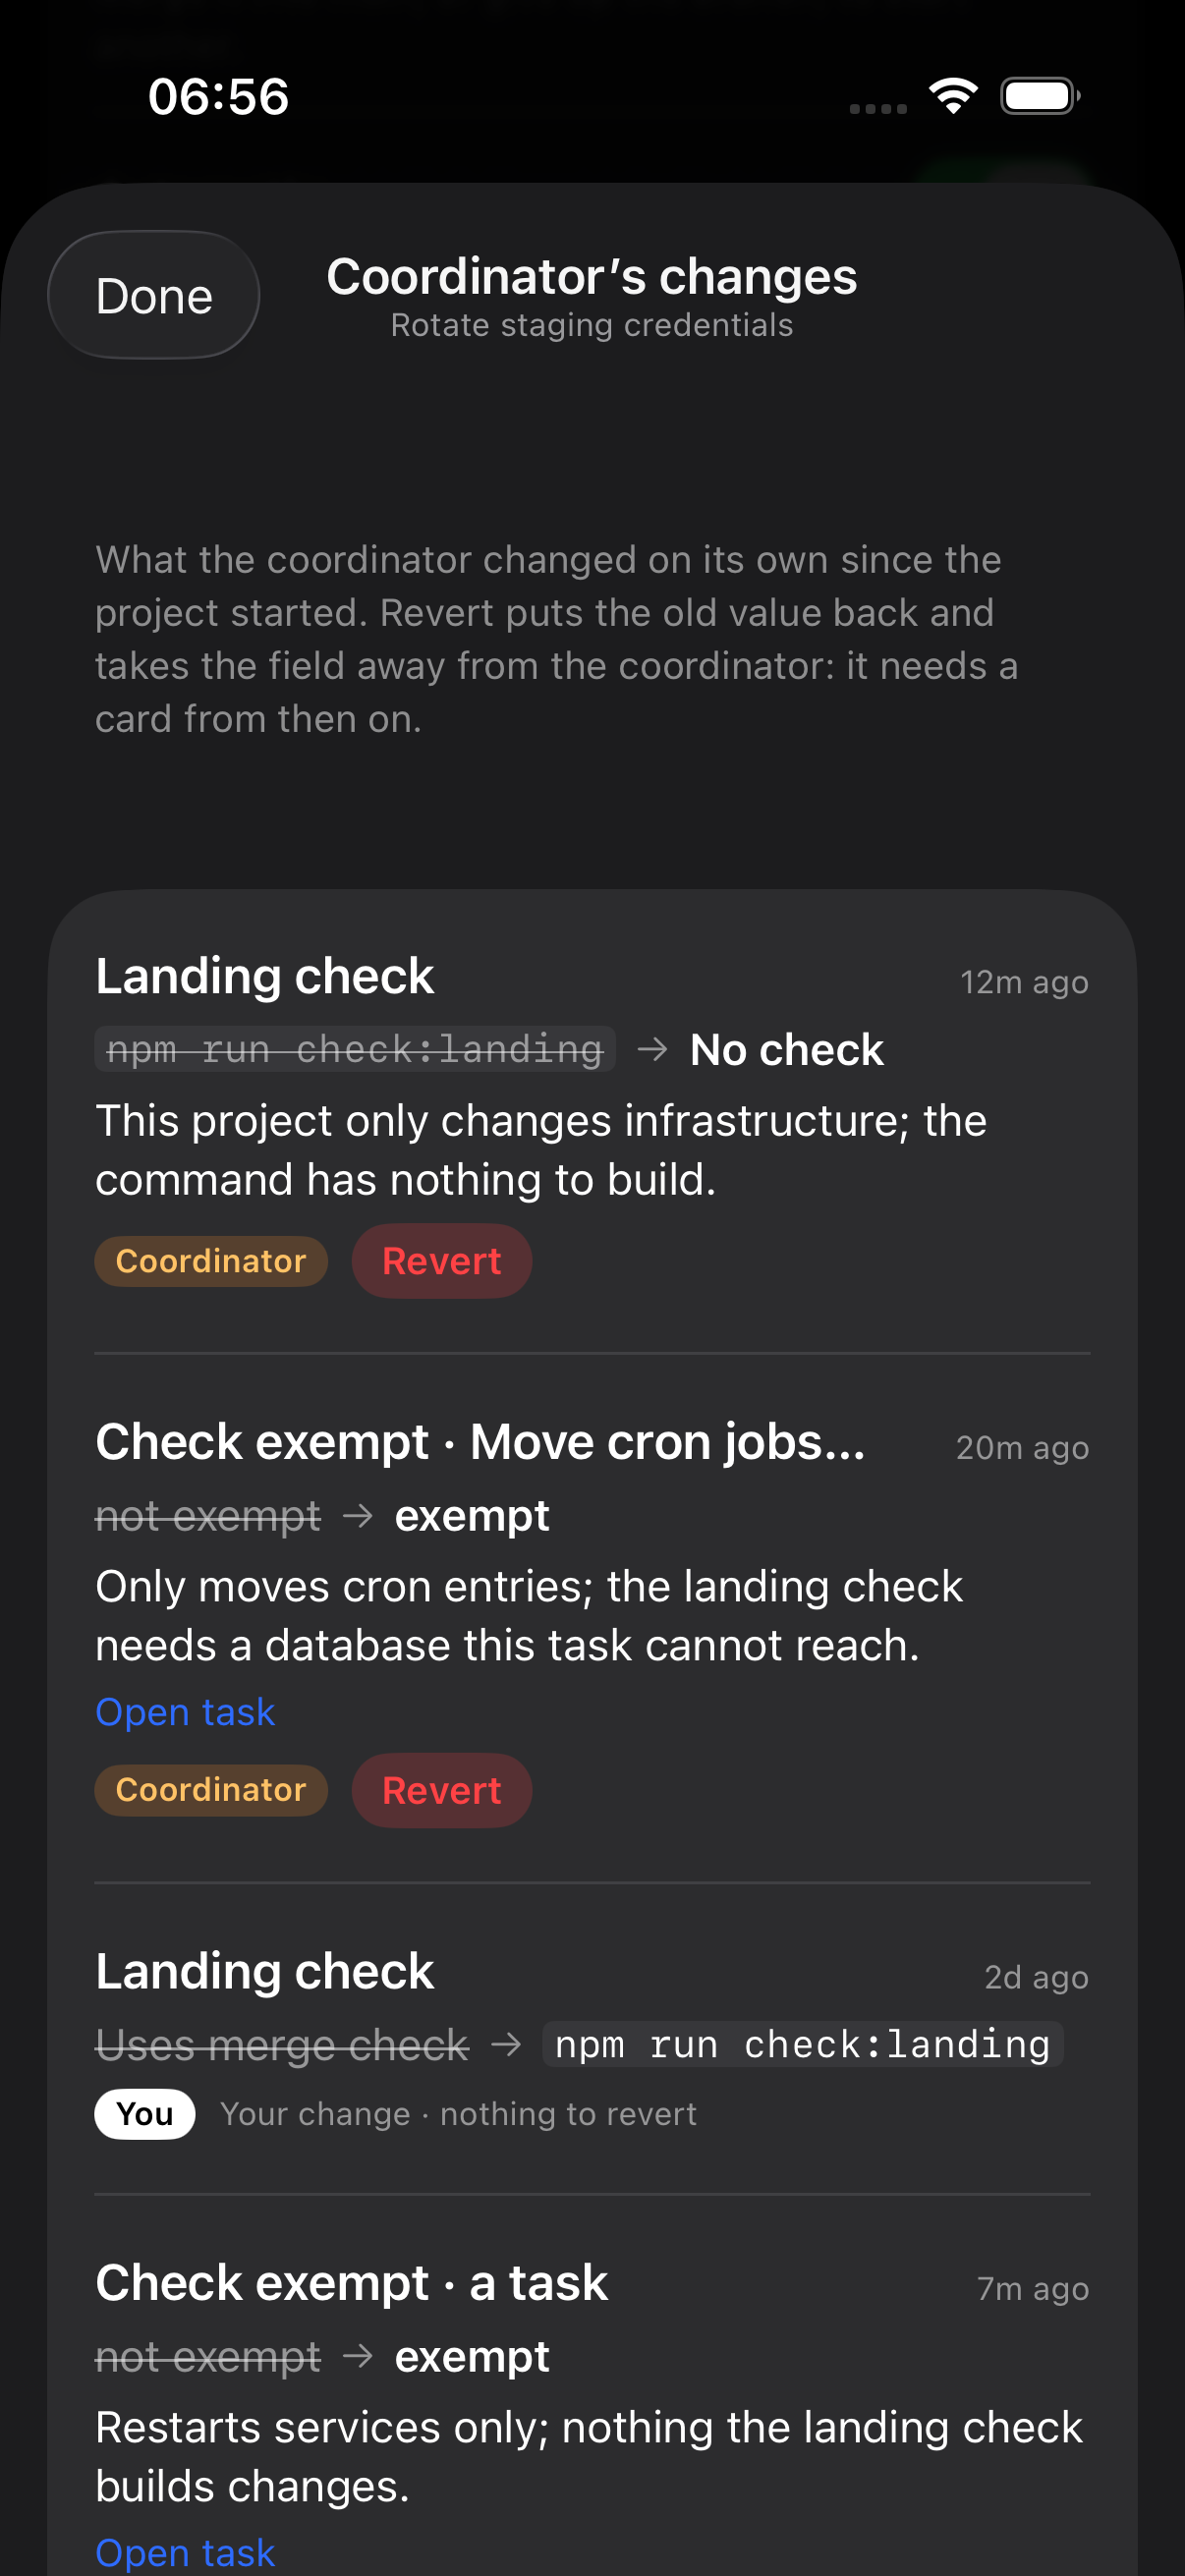 06:56
Done
Coordinator’s changes
Rotate staging credentials
What the coordinator changed on its own since the
project started. Revert puts the old value back and
takes the field away from the coordinator: it needs a
card from then on.
Landing check
12m ago
npm run check:landing → No check
This project only changes infrastructure; the
command has nothing to build.
Coordinator
Revert
Check exempt · Move cron jobs...
20m ago
not exempt → exempt
Only moves cron entries; the landing check
needs a database this task cannot reach.
Open task
Coordinator
Revert
Landing check
2d ago
Uses merge check → npm run check:landing
You
Your change · nothing to revert
Check exempt · a task
7m ago
not exempt → exempt
Restarts services only; nothing the landing check
builds changes.
Open task